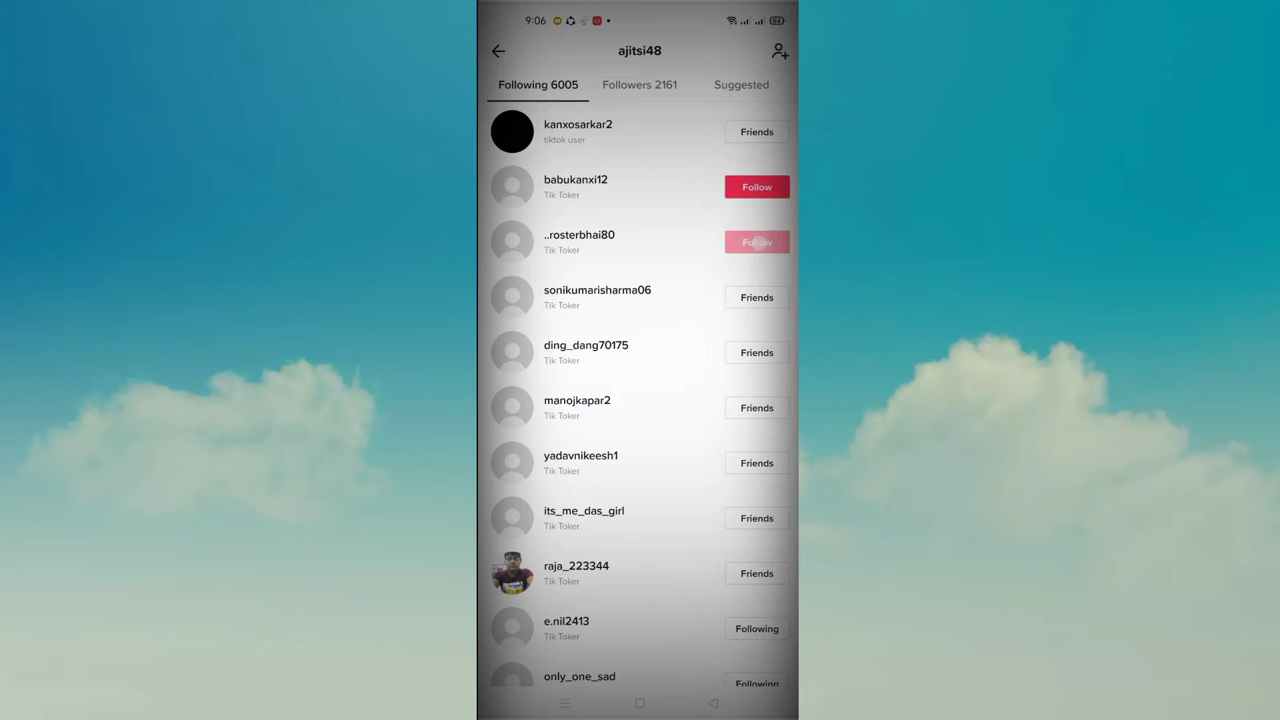 9:06
64
ajitsi48
Following 6005 Followers 2161 Suggested
kanxosarkar2
tiktok user
Friends
babukanxi12
Tik Toker
Follow
..rosterbhai80
Tik Toker
Follow
sonikumarisharma06
Tik Toker
Friends
ding_dang70175
Tik Toker
Friends
manojkapar2
Tik Toker
Friends
yadavnikeesh1
Tik Toker
Friends
its_me_das_girl
Tik Toker
Friends
raja_223344
Tik Toker
Friends
e.nil2413
Tik Toker
Following
only_one_sad
Following